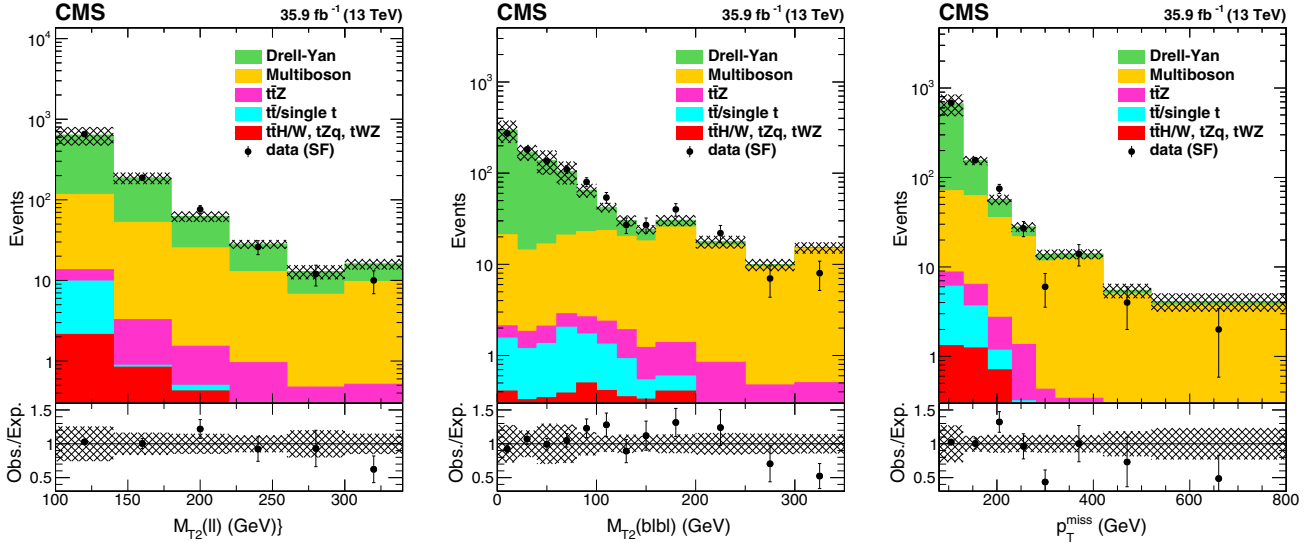 CMS 35.9 fb⁻¹ (13 TeV)
Events
10⁴
10³
10²
10
1
Drell-Yan
Multiboson
tt̄Z
tt̄/single t
tt̄H/W, tZq, tWZ
data (SF)
Obs./Exp.
1.5
1
0.5
100 150 200 250 300
M_T2(ll) (GeV)}
CMS 35.9 fb⁻¹ (13 TeV)
Events
10³
10²
10
1
Drell-Yan
Multiboson
tt̄Z
tt̄/single t
tt̄H/W, tZq, tWZ
data (SF)
Obs./Exp.
1.5
1
0.5
0 100 200 300
M_T2(blbl) (GeV)
CMS 35.9 fb⁻¹ (13 TeV)
Events
10³
10²
10
1
Drell-Yan
Multiboson
tt̄Z
tt̄/single t
tt̄H/W, tZq, tWZ
data (SF)
Obs./Exp.
1.5
1
0.5
200 400 600 800
p_T^miss (GeV)